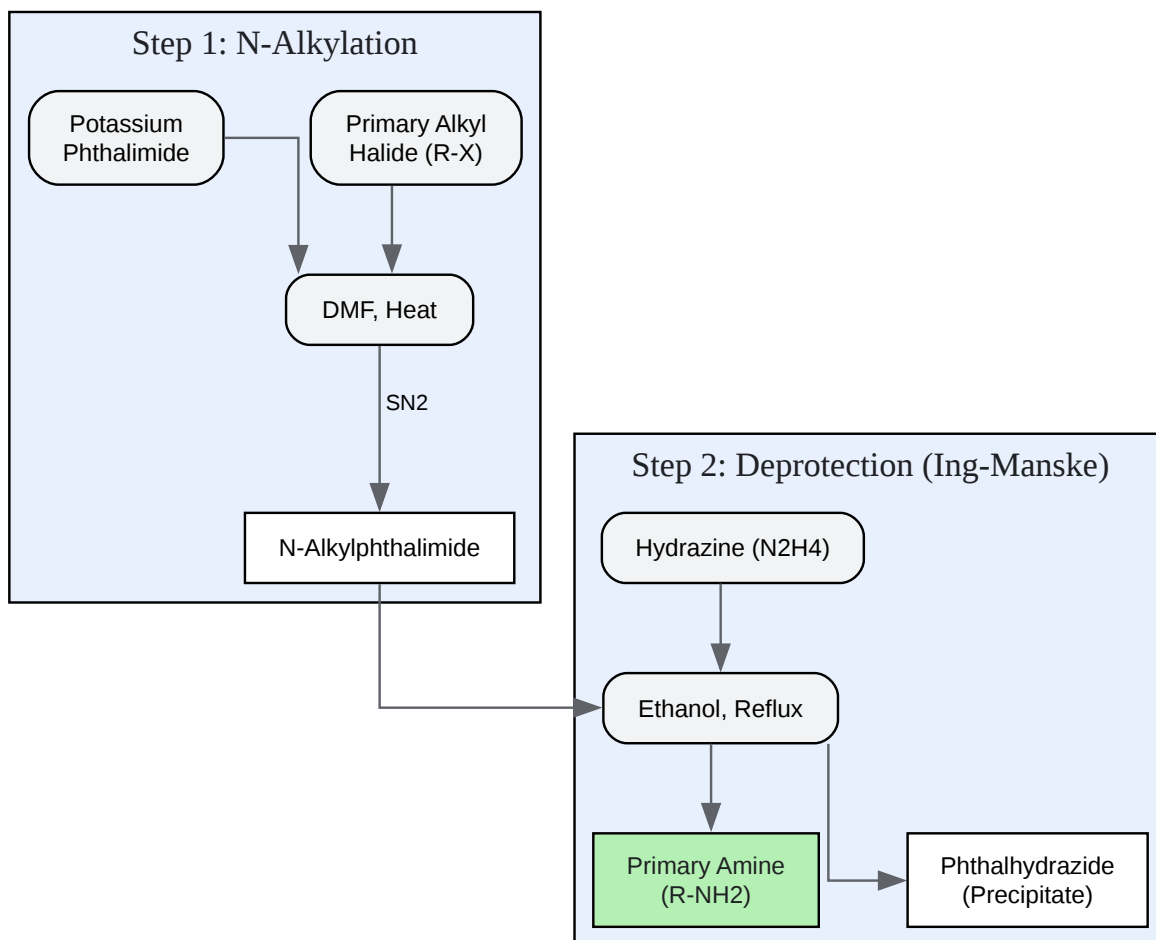 Step 1: N-Alkylation
Potassium
Phthalimide
Primary Alkyl
Halide (R-X)
DMF, Heat
SN2
N-Alkylphthalimide
Step 2: Deprotection (Ing-Manske)
Hydrazine (N2H4)
Ethanol, Reflux
Primary Amine
(R-NH2)
Phthalhydrazide
(Precipitate)